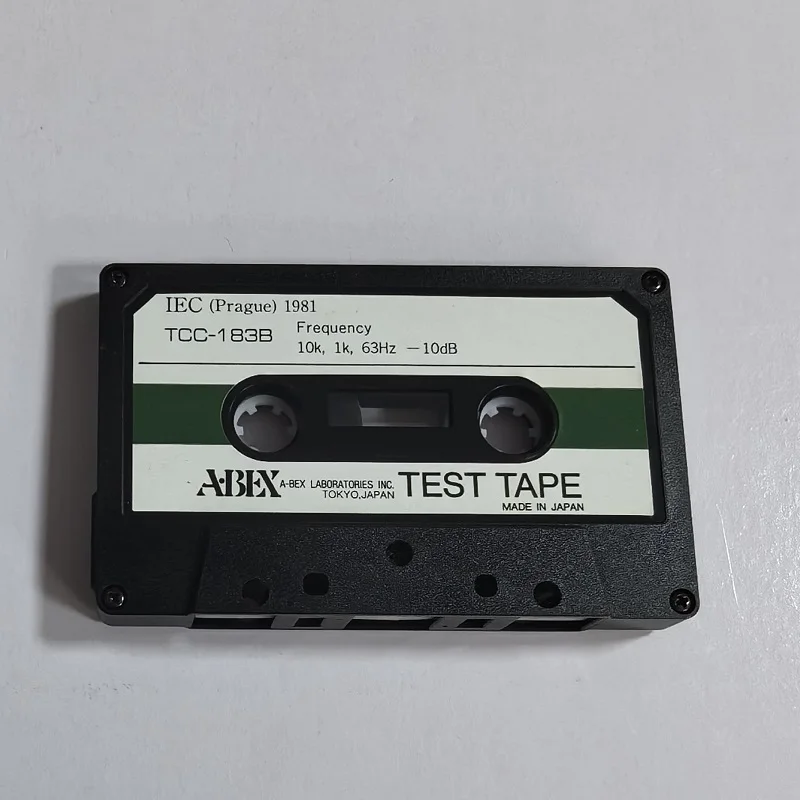 IEC (Prague) 1981
TCC-183B
Frequency
10k, 1k, 63Hz －10dB
A·BEX
A-BEX LABORATORIES INC.
TOKYO,JAPAN
TEST TAPE
MADE IN JAPAN